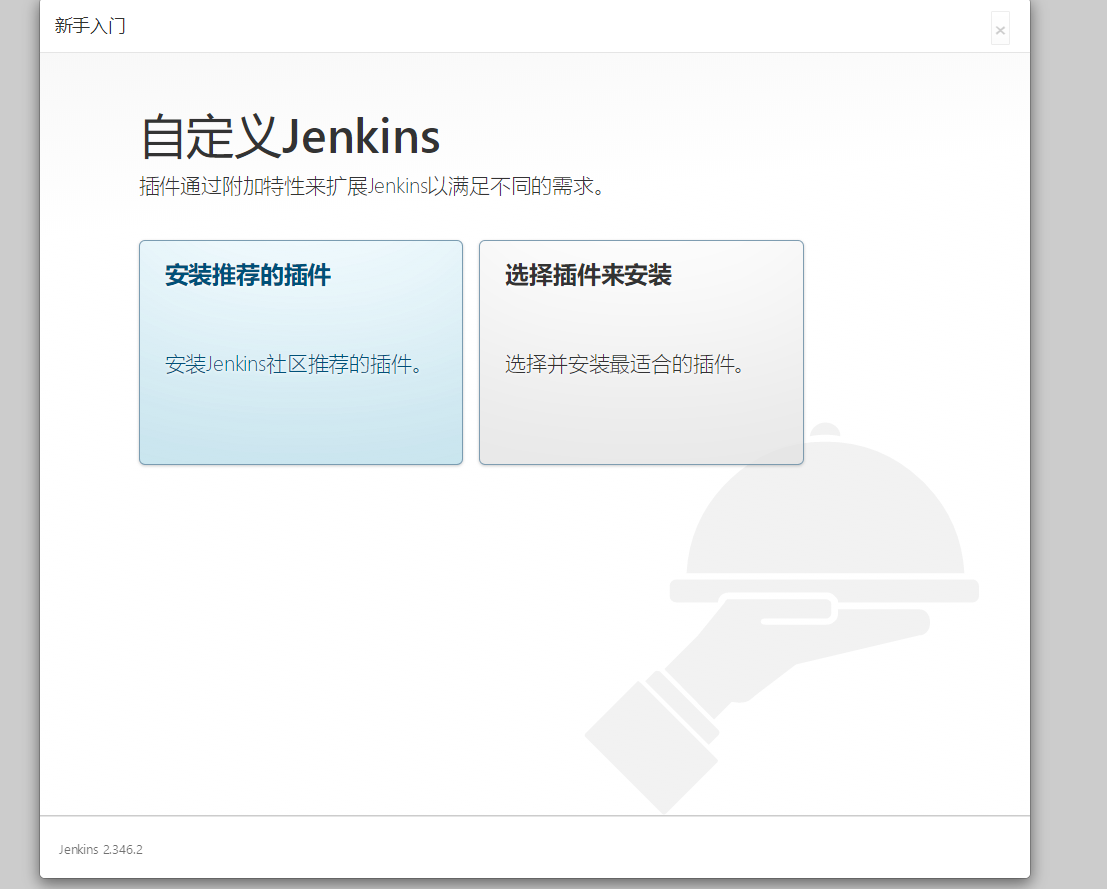 新手入门
×
自定义Jenkins
插件通过附加特性来扩展Jenkins以满足不同的需求。
安装推荐的插件
安装Jenkins社区推荐的插件。
选择插件来安装
选择并安装最适合的插件。
Jenkins 2.346.2